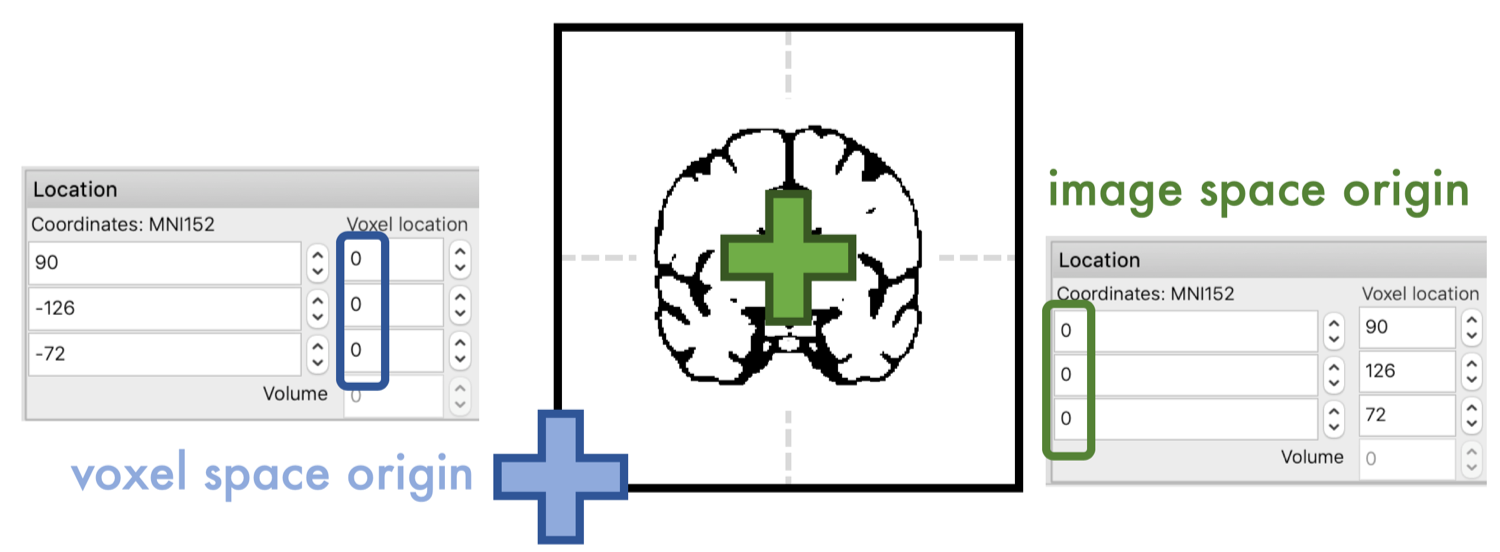 Location
Coordinates: MNI152 Voxel location
90 0
-126 0
-72 0
Volume 0
voxel space origin
image space origin
Location
Coordinates: MNI152 Voxel location
0 90
0 126
0 72
Volume 0